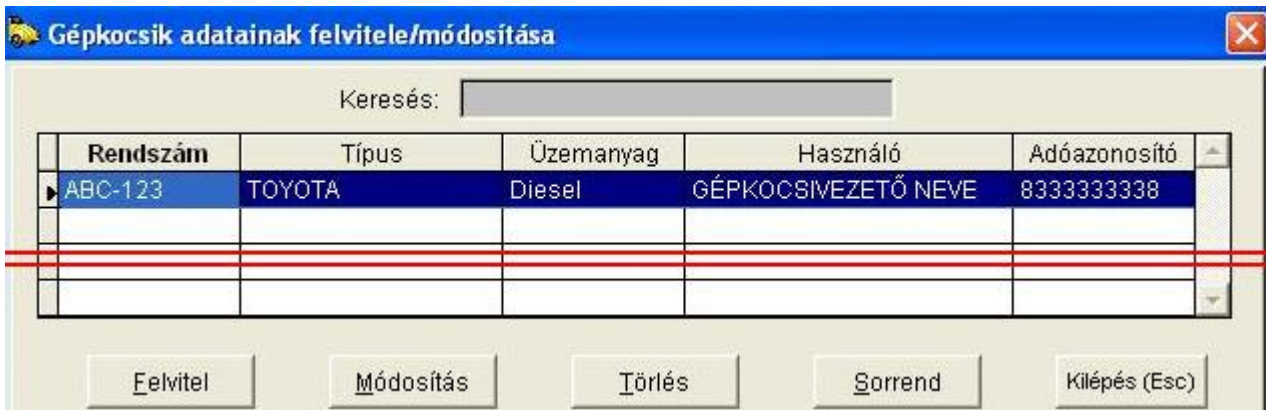 Gépkocsik adatainak felvitele/módosítása
Keresés:
Rendszám Típus Üzemanyag Használó Adóazonosító
ABC-123 TOYOTA Diesel GÉPKOCSIVEZETŐ NEVE 8333333338
Felvitel Módosítás Törlés Sorrend Kilépés (Esc)